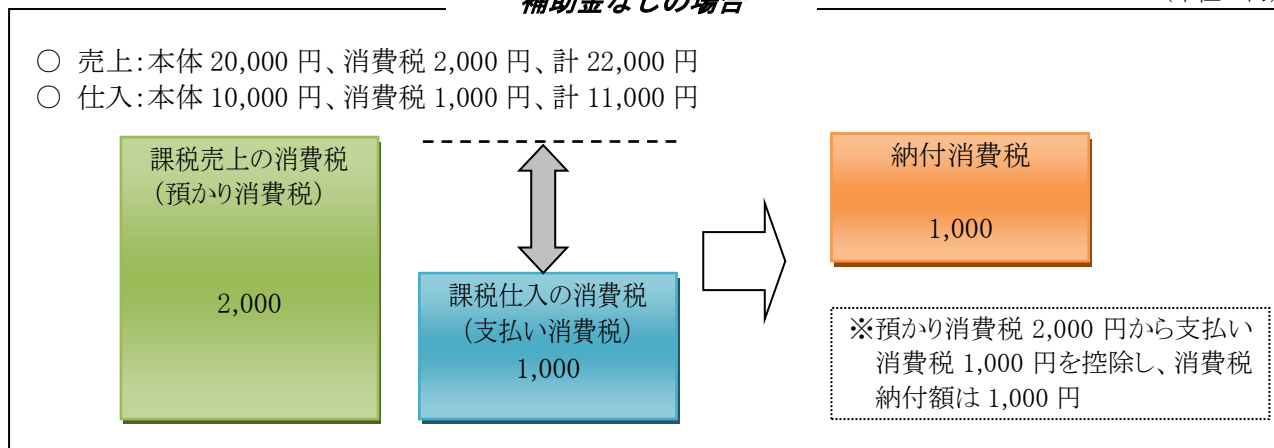 補助金なしの場合
○ 売上：本体 20,000 円、消費税 2,000 円、計 22,000 円
○ 仕入：本体 10,000 円、消費税 1,000 円、計 11,000 円
課税売上の消費税
（預かり消費税）
2,000
課税仕入の消費税
（支払い消費税）
1,000
納付消費税
1,000
※預かり消費税 2,000 円から支払い
消費税 1,000 円を控除し、消費税
納付額は 1,000 円